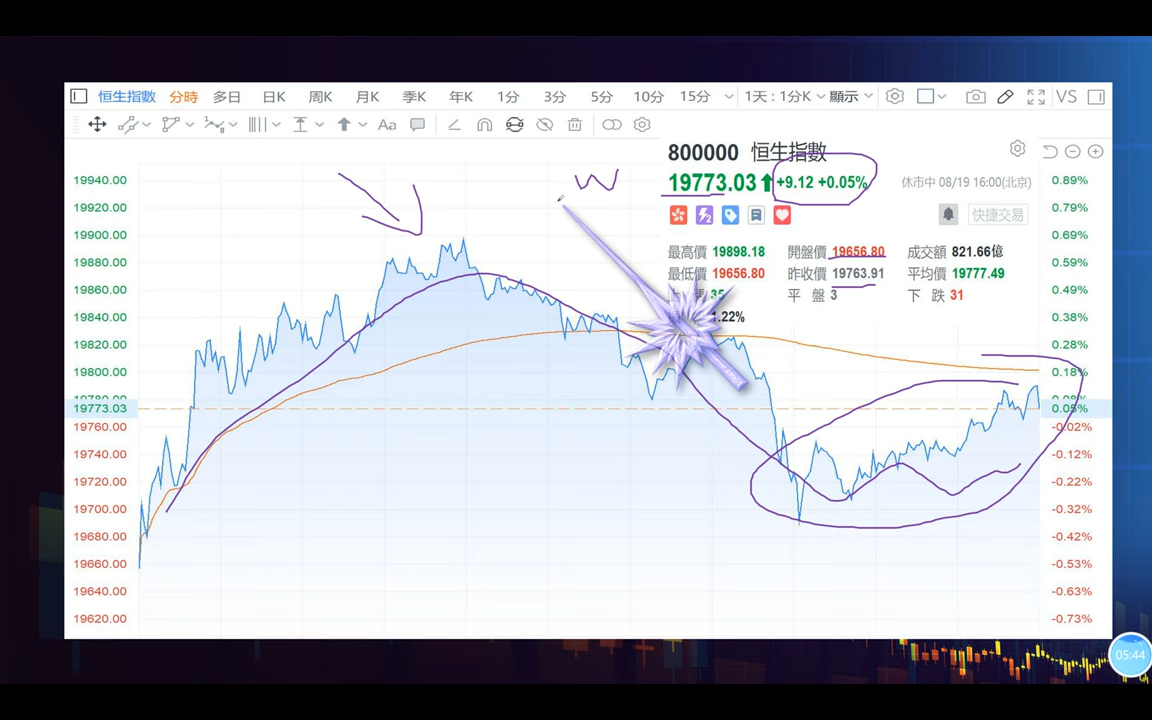 恒生指數 分時 多日 日K 周K 月K 季K 年K 1分 3分 5分 10分 15分 1天 : 1分K 顯示 VS
Aa
800000 恒生指數
19773.03 +9.12 +0.05% 休市中 08/19 16:00(北京)
快捷交易
最高價 19898.18 開盤價 19656.80 成交額 821.66億
最低價 19656.80 昨收價 19763.91 平均價 19777.49
35 平 盤 3 下 跌 31
1.22%
19940.00 0.89%
19920.00 0.79%
19900.00 0.69%
19880.00 0.59%
19860.00 0.49%
19840.00 0.38%
19820.00 0.28%
19800.00 0.18%
19773.03 0.05%
19760.00 -0.02%
19740.00 -0.12%
19720.00 -0.22%
19700.00 -0.32%
19680.00 -0.42%
19660.00 -0.53%
19640.00 -0.63%
19620.00 -0.73%
05:44